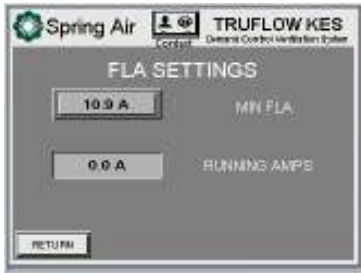 Spring Air
TRUFLOW KES
Contact
Demand Control Ventilation System
FLA SETTINGS
10.9 A
MIN FLA
0.0 A
RUNNING AMPS
RETURN